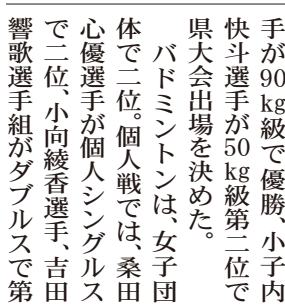 手が90kg級で優勝、小子内
快斗選手が50kg級第二位で
県大会出場を決めた。
　バドミントンは、女子団
体で二位。個人戦では、桑田
心優選手が個人シングルス
で二位、小向綾香選手、吉田
響歌選手組がダブルスで第